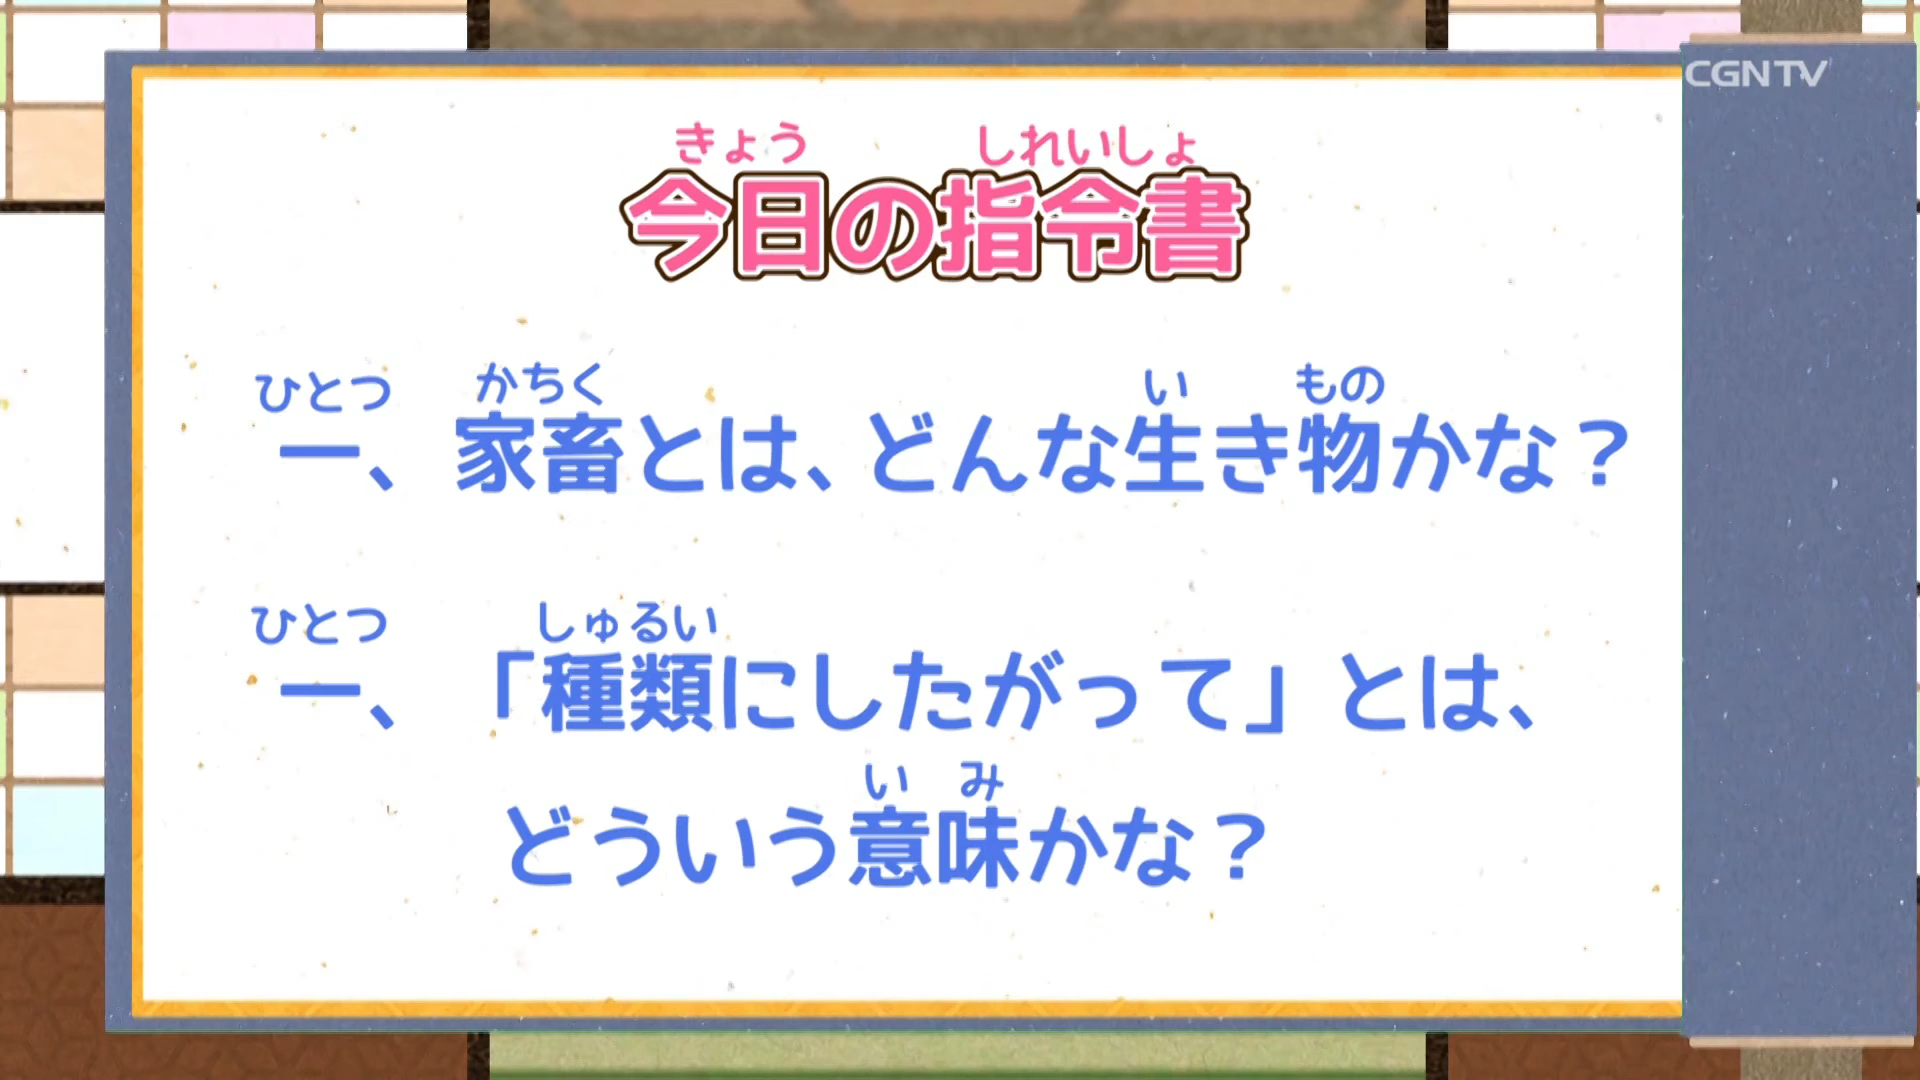 CGNTV
きょう しれいしょ
今日の指令書
ひとつ かちく い もの
一、家畜とは、どんな生き物かな？
ひとつ しゅるい
一、「種類にしたがって」とは、
い み
どういう意味かな？